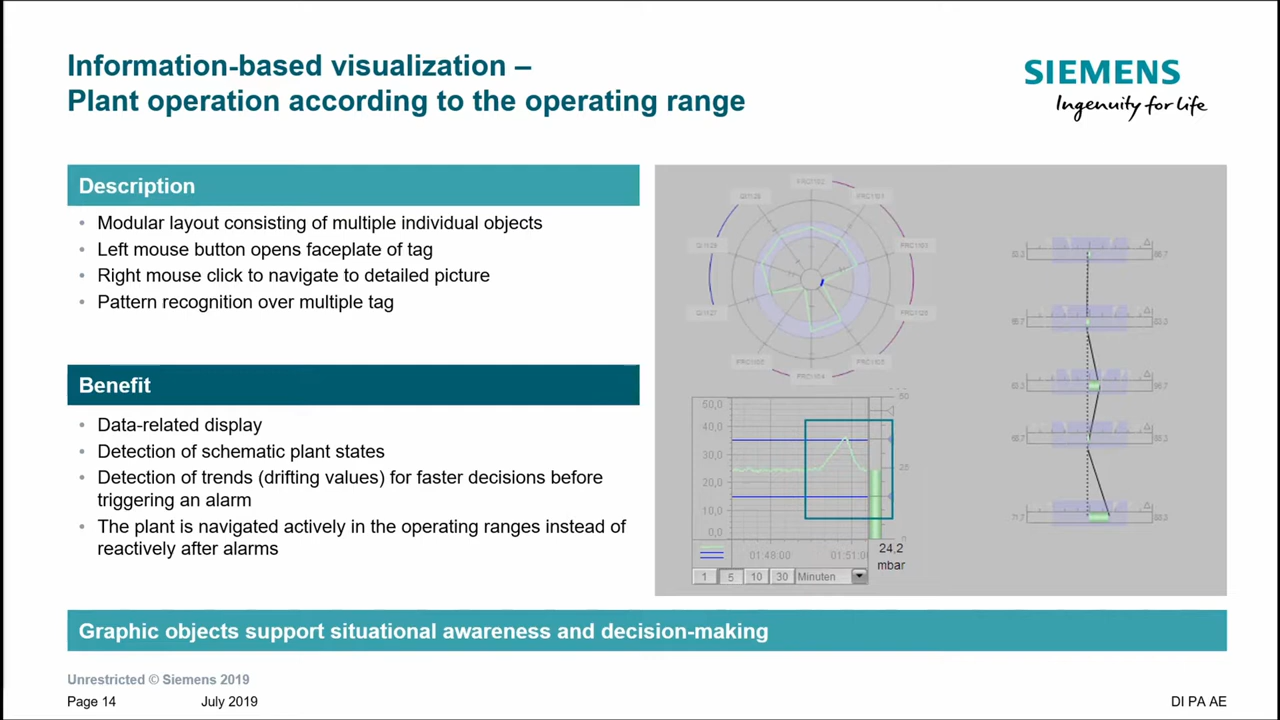 Information-based visualization –
Plant operation according to the operating range
SIEMENS
Ingenuity for life
Description
• Modular layout consisting of multiple individual objects
• Left mouse button opens faceplate of tag
• Right mouse click to navigate to detailed picture
• Pattern recognition over multiple tag
Benefit
• Data-related display
• Detection of schematic plant states
• Detection of trends (drifting values) for faster decisions before
triggering an alarm
• The plant is navigated actively in the operating ranges instead of
reactively after alarms
FRC1101
FRC1103
50,0
40,0
30,0
20,0
10,0
0,0
50
25
0
01:48:00
01:51:0
24,2
mbar
1 5 10 30 Minuten
Graphic objects support situational awareness and decision-making
Unrestricted © Siemens 2019
Page 14 July 2019 DI PA AE